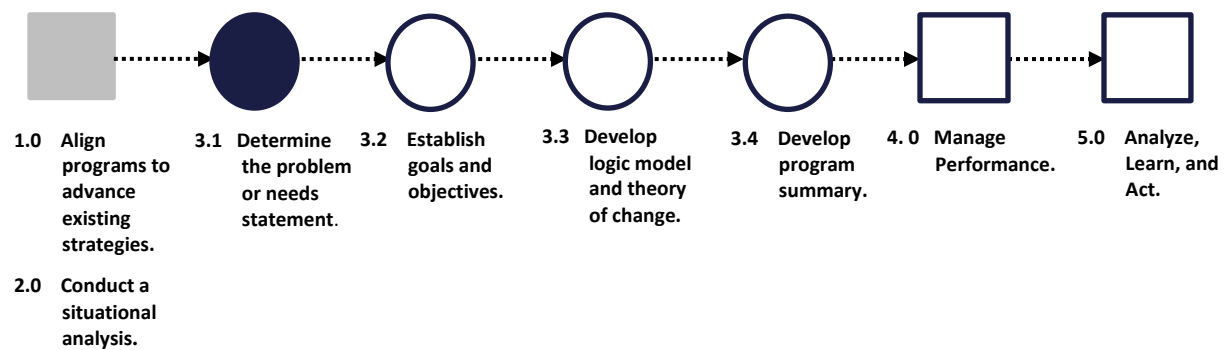 1.0 Align
programs to
advance
existing
strategies.
2.0 Conduct a
situational
analysis.
3.1 Determine
the problem
or needs
statement.
3.2 Establish
goals and
objectives.
3.3 Develop
logic model
and theory
of change.
3.4 Develop
program
summary.
4. 0 Manage
Performance.
5.0 Analyze,
Learn, and
Act.